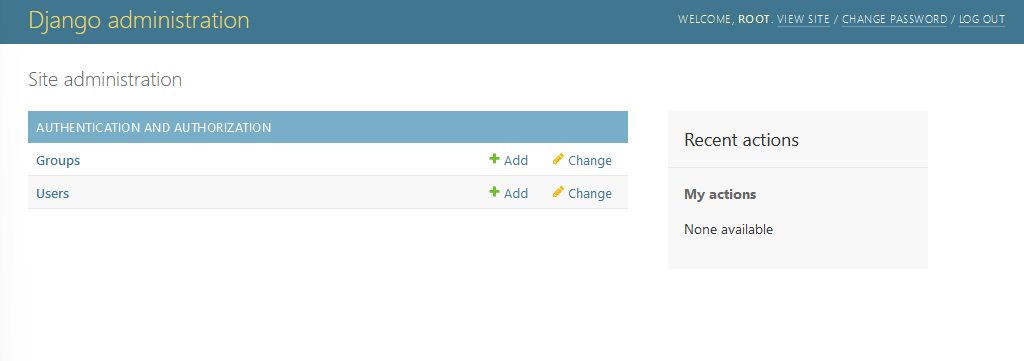 Django administration
WELCOME, ROOT. VIEW SITE / CHANGE PASSWORD / LOG OUT
Site administration
AUTHENTICATION AND AUTHORIZATION
Groups Add Change
Users Add Change
Recent actions
My actions
None available